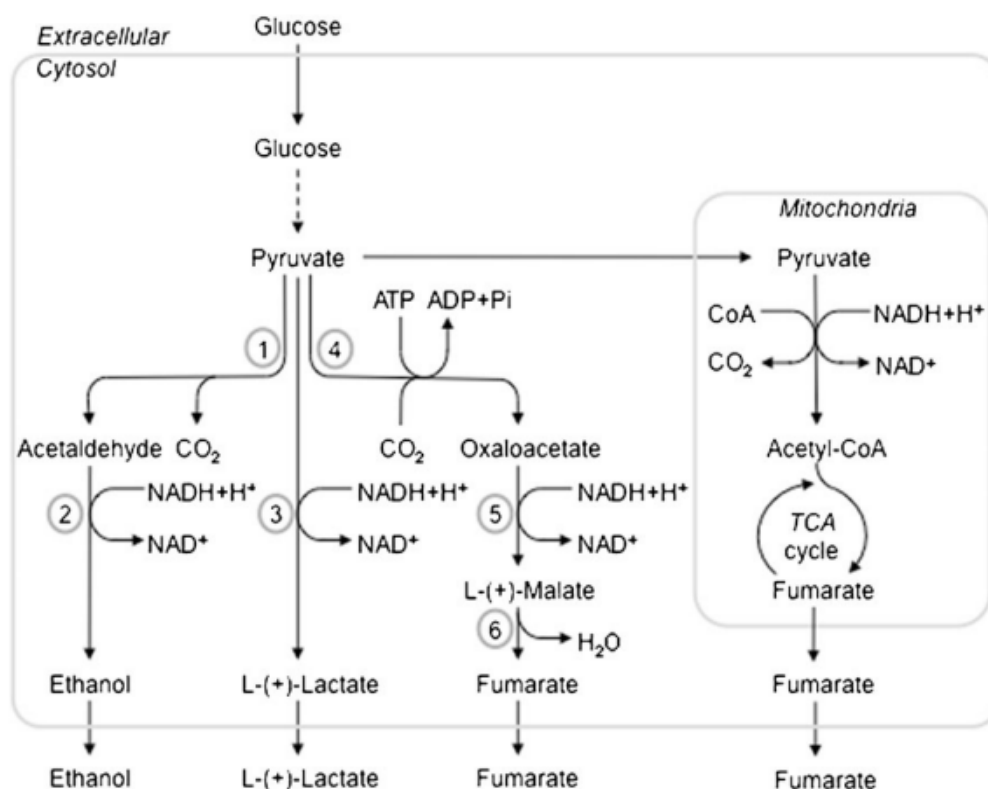 Extracellular
Glucose
Cytosol
Glucose
Mitochondria
Pyruvate
Pyruvate
ATP ADP+Pi
CoA NADH+H⁺
1 4
CO₂ NAD⁺
Acetaldehyde CO₂ CO₂ Oxaloacetate Acetyl-CoA
NADH+H⁺ NADH+H⁺ NADH+H⁺
2 3 5
TCA
cycle
NAD⁺ NAD⁺ NAD⁺
L-(+)-Malate Fumarate
6
H₂O
Ethanol L-(+)-Lactate Fumarate Fumarate
Ethanol L-(+)-Lactate Fumarate Fumarate